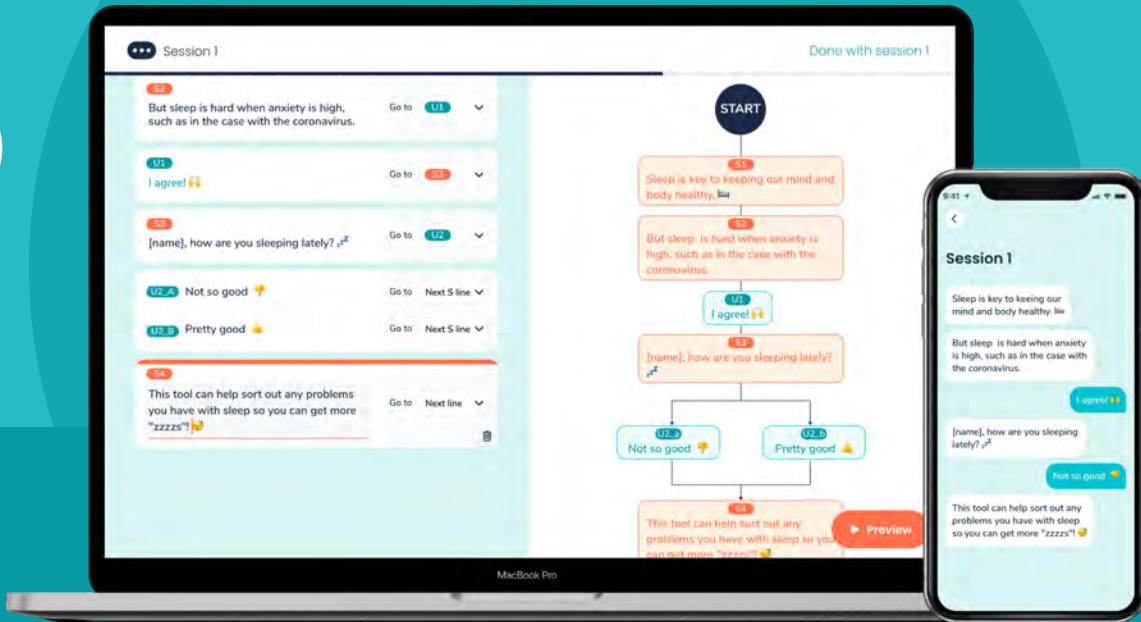 Session 1
Done with session 1
S2
But sleep is hard when anxiety is high,
such as in the case with the coronavirus.
Go to U1
U1
I agree! 🙌
Go to S3
S3
[name], how are you sleeping lately? 💤
Go to U2
U2_A Not so good 👎
Go to Next S line
U2_B Pretty good 👍
Go to Next S line
S4
This tool can help sort out any problems
you have with sleep so you can get more
"zzzzs"! 😴
Go to Next line
START
S1
Sleep is key to keeping our mind and
body healthy. 🛏
S2
But sleep is hard when anxiety is
high, such as in the case with the
coronavirus.
U1
I agree! 🙌
S3
[name], how are you sleeping lately?
💤
U2_a
Not so good 👎
U2_b
Pretty good 👍
S4
This tool can help sort out any
problems you have with sleep so you
can get more "zzzzs"! 😴
Preview
MacBook Pro
9:41
Session 1
Sleep is key to keeing our
mind and body healthy. 🛏
But sleep is hard when anxiety
is high, such as in the case with
the coronavirus.
I agree! 🙌
[name], how are you sleeping
lately? 💤
Not so good 👎
This tool can help sort out any
problems you have with sleep
so you can get more "zzzzs"! 😴